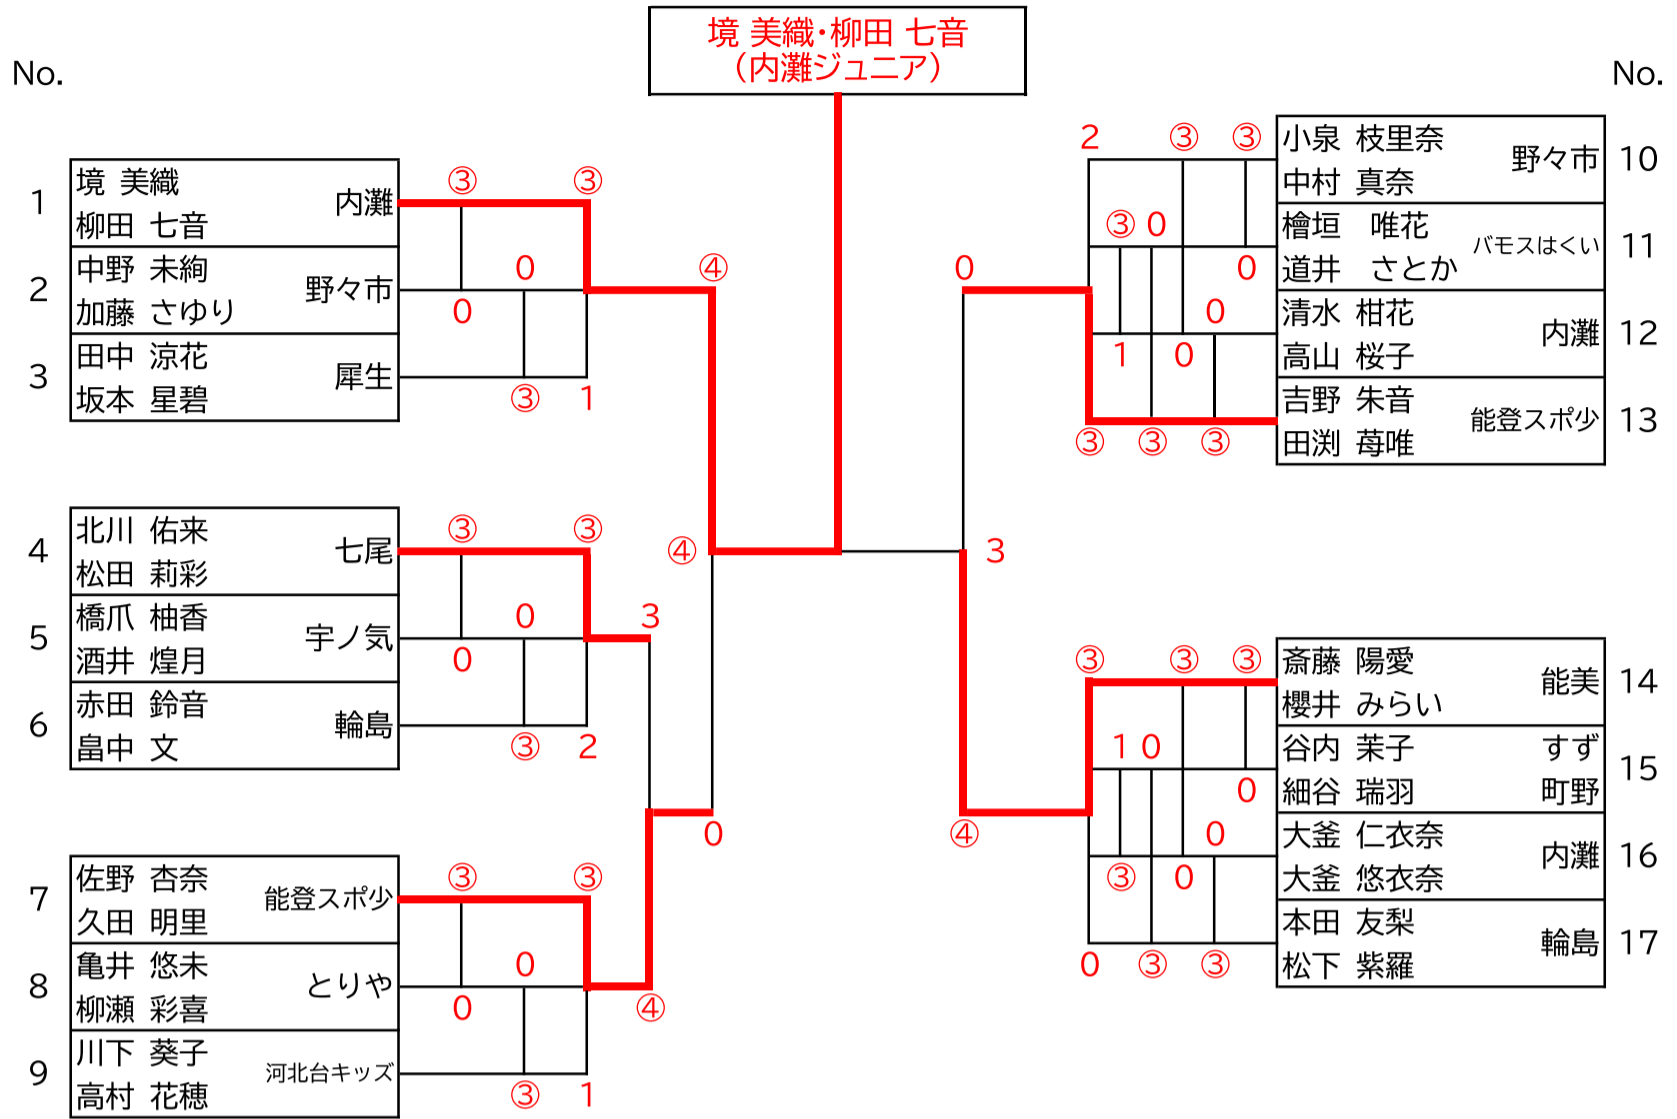 境 美織・柳田 七音
（内灘ジュニア）
No.
No.
1
境 美織
柳田 七音
内灘
2
中野 未絢
加藤 さゆり
野々市
3
田中 涼花
坂本 星碧
犀生
③ ③
0
0
③ 1
④
4
北川 佑来
松田 莉彩
七尾
5
橋爪 柚香
酒井 煌月
宇ノ気
6
赤田 鈴音
畠中 文
輪島
③ ③
0
0
③ 2
3
④
7
佐野 杏奈
久田 明里
能登スポ少
8
亀井 悠未
柳瀬 彩喜
とりや
9
川下 葵子
高村 花穂
河北台キッズ
③ ③
0
0
③ 1
④
0
2 ③ ③
③ 0
0
0
1 0
③ ③ ③
0
3
小泉 枝里奈
中村 真奈
野々市
10
檜垣 唯花
道井 さとか
バモスはくい
11
清水 柑花
高山 桜子
内灘
12
吉野 朱音
田渕 苺唯
能登スポ少
13
③ ③ ③
1 0
0
0
③ 0
0 ③ ③
④
斎藤 陽愛
櫻井 みらい
能美
14
谷内 茉子
細谷 瑞羽
すず
町野
15
大釜 仁衣奈
大釜 悠衣奈
内灘
16
本田 友梨
松下 紫羅
輪島
17